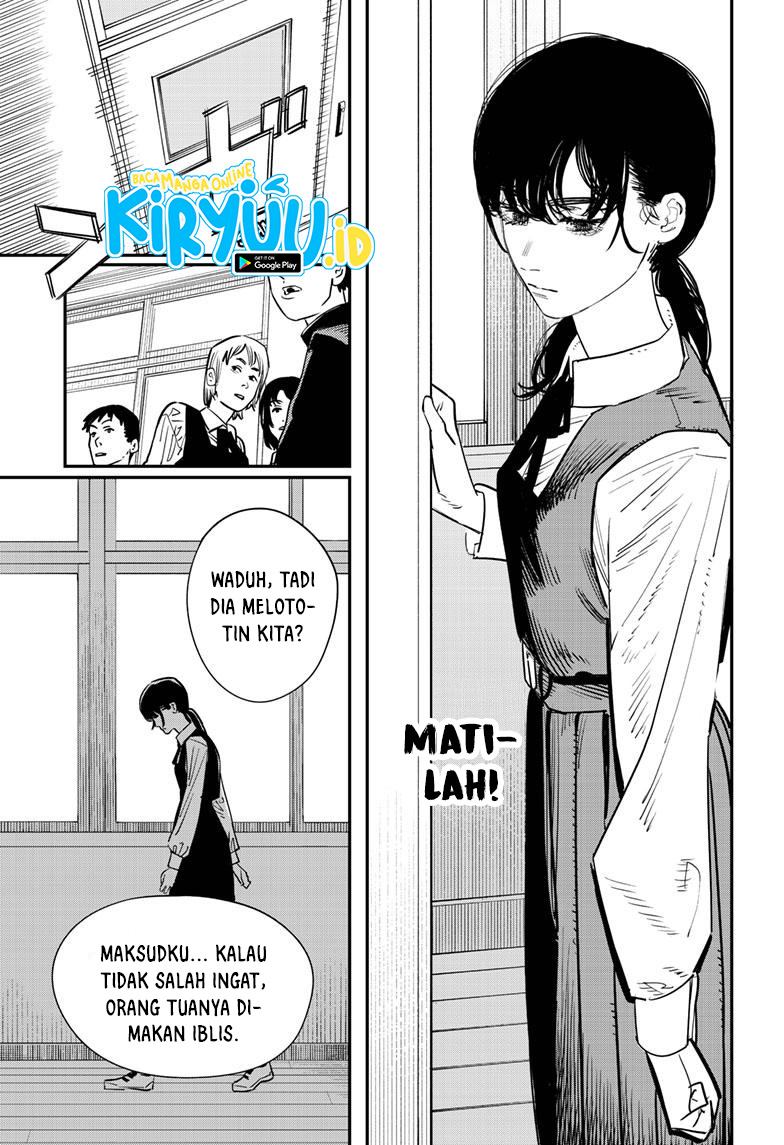 BACA MANGA ONLINE
KIRYUU.iD
GET IT ON
Google Play
MATI-
LAH!
WADUH, TADI
DIA MELOTO-
TIN KITA?
MAKSUDKU... KALAU
TIDAK SALAH INGAT,
ORANG TUANYA DI-
MAKAN IBLIS.